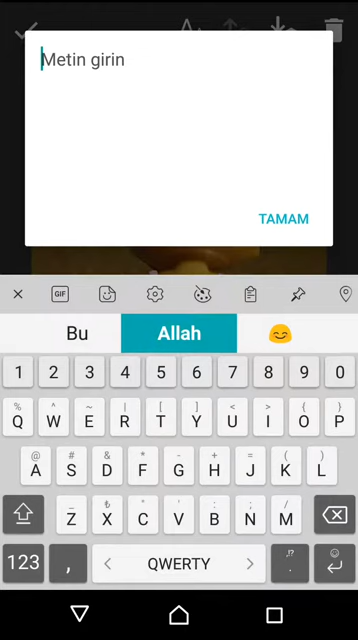 Metin girin
TAMAM
GIF
Bu Allah
1 2 3 4 5 6 7 8 9 0
% ^ ~ | [ ] < > { }
Q W E R T Y U I O P
@ # & * - + = ( )
A S D F G H J K L
_ ₺ " ' : ; /
Z X C V B N M
123 , QWERTY ,!? .